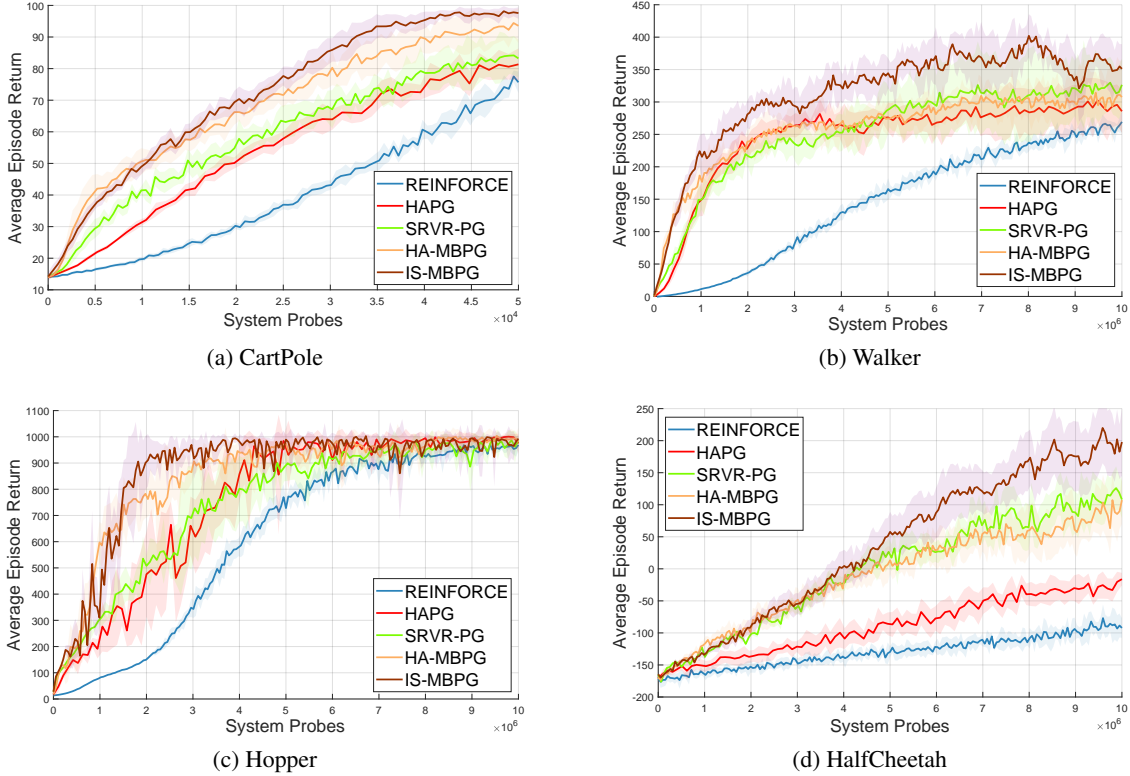 100
90
80
70
60
50
40
30
20
10
Average Episode Return
REINFORCE
HAPG
SRVR-PG
HA-MBPG
IS-MBPG
0 0.5 1.0 1.5 2.0 2.5 3.0 3.5 4.0 4.5 5.0
System Probes
×10^4
(a) CartPole
450
400
350
300
250
200
150
100
50
0
Average Episode Return
REINFORCE
HAPG
SRVR-PG
HA-MBPG
IS-MBPG
0 1 2 3 4 5 6 7 8 9 10
System Probes
×10^6
(b) Walker
1100
1000
900
800
700
600
500
400
300
200
100
0
Average Episode Return
REINFORCE
HAPG
SRVR-PG
HA-MBPG
IS-MBPG
0 1 2 3 4 5 6 7 8 9 10
System Probes
×10^6
(c) Hopper
250
200
150
100
50
0
-50
-100
-150
-200
Average Episode Return
REINFORCE
HAPG
SRVR-PG
HA-MBPG
IS-MBPG
0 1 2 3 4 5 6 7 8 9 10
System Probes
×10^6
(d) HalfCheetah